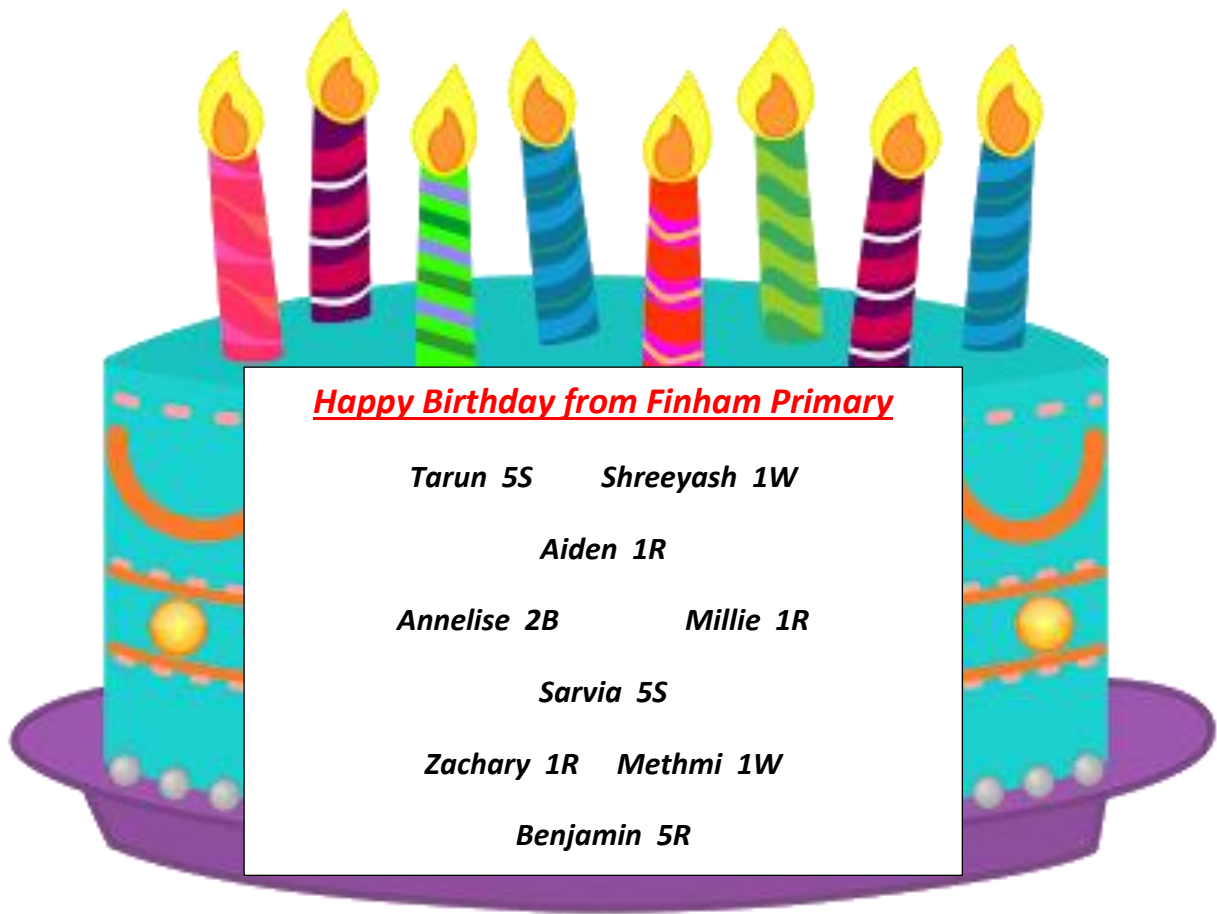 Happy Birthday from Finham Primary
Tarun 5S Shreeyash 1W
Aiden 1R
Annelise 2B Millie 1R
Sarvia 5S
Zachary 1R Methmi 1W
Benjamin 5R